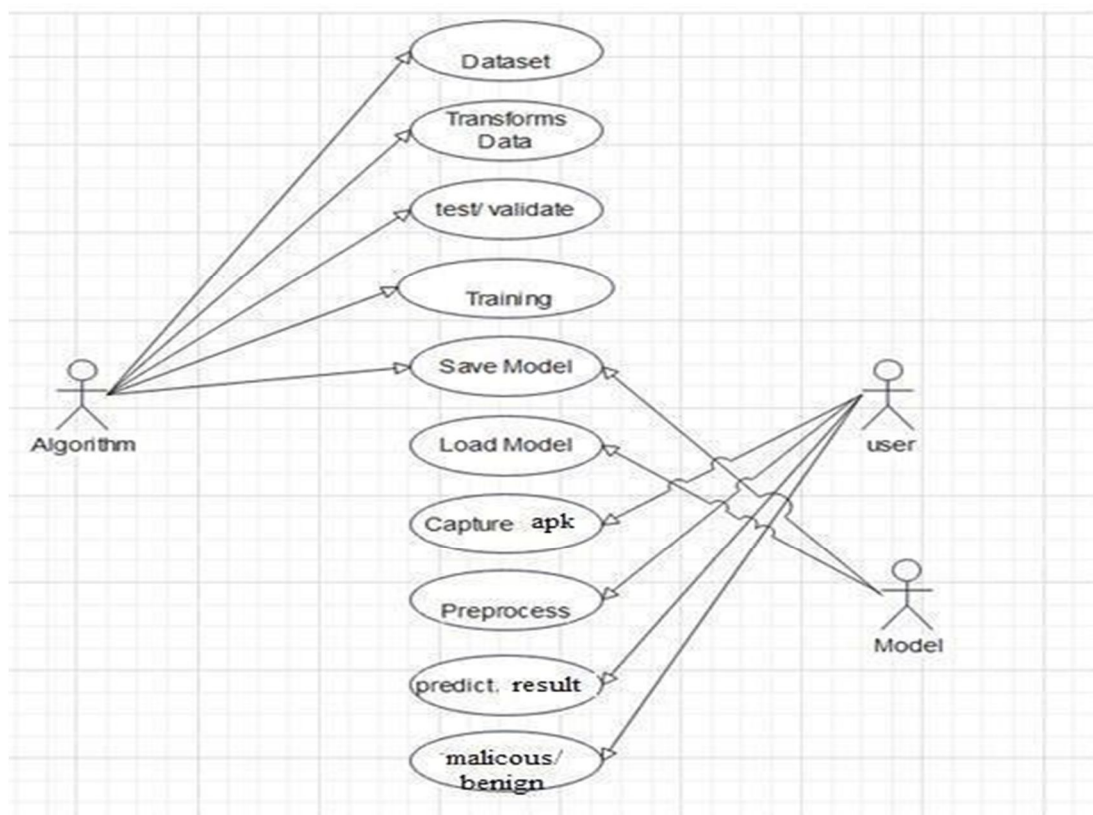 Dataset
Transforms
Data
test/ validate
Training
Save Model
Algorithm
Load Model
user
Capture apk
Preprocess
Model
predict. result
malicous/
benign